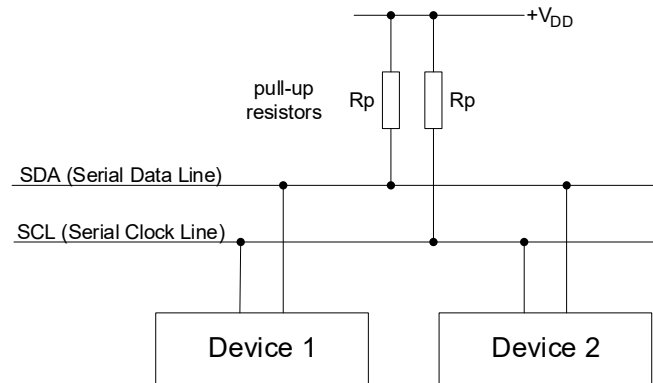 +VDD
pull-up
resistors
Rp
Rp
SDA (Serial Data Line)
SCL (Serial Clock Line)
Device 1
Device 2